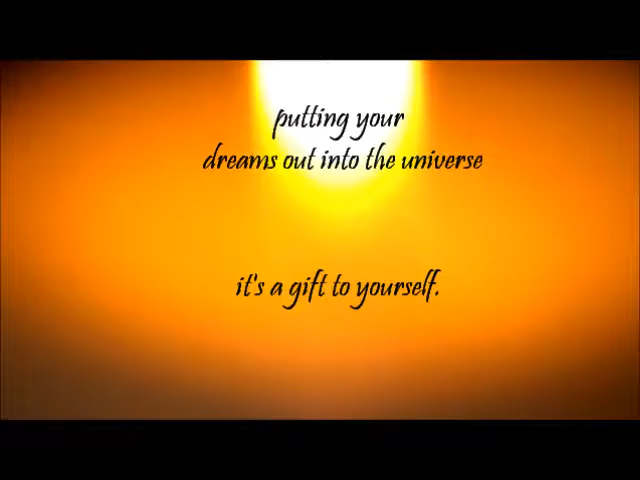 putting your
dreams out into the universe
it's a gift to yourself.